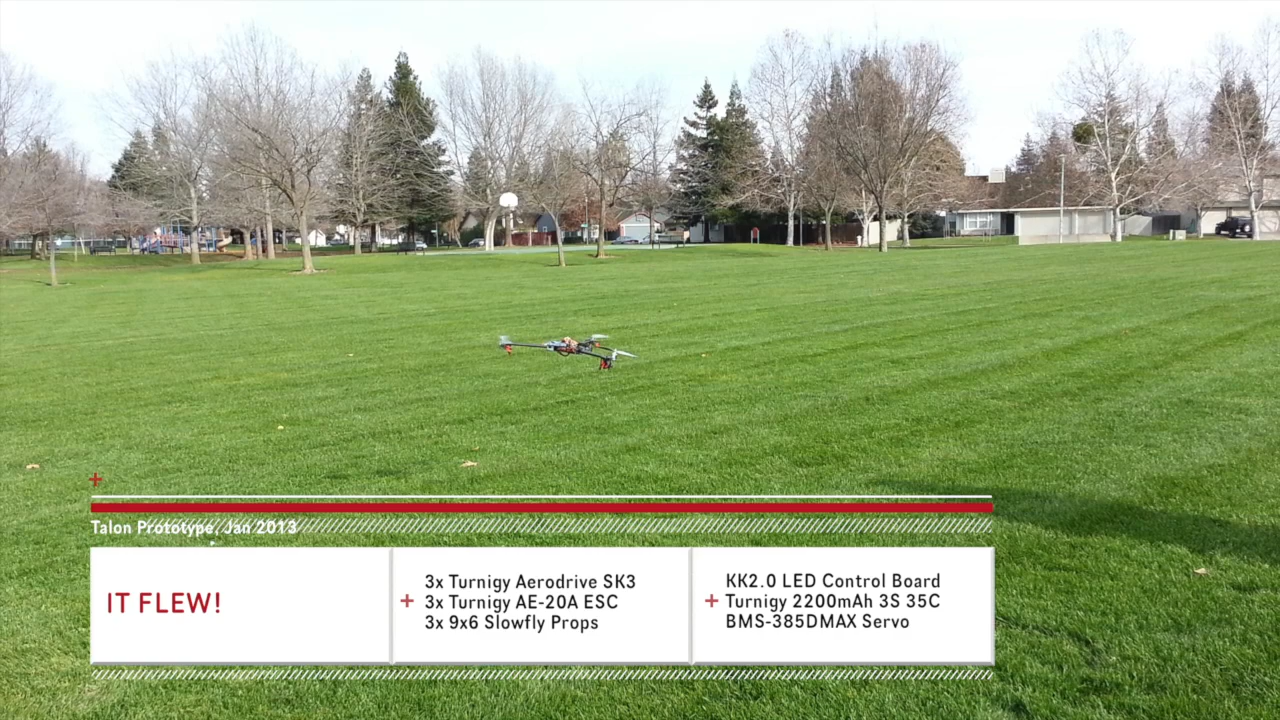 Talon Prototype, Jan 2013
IT FLEW!
3x Turnigy Aerodrive SK3
3x Turnigy AE-20A ESC
3x 9x6 Slowfly Props
KK2.0 LED Control Board
Turnigy 2200mAh 3S 35C
BMS-385DMAX Servo